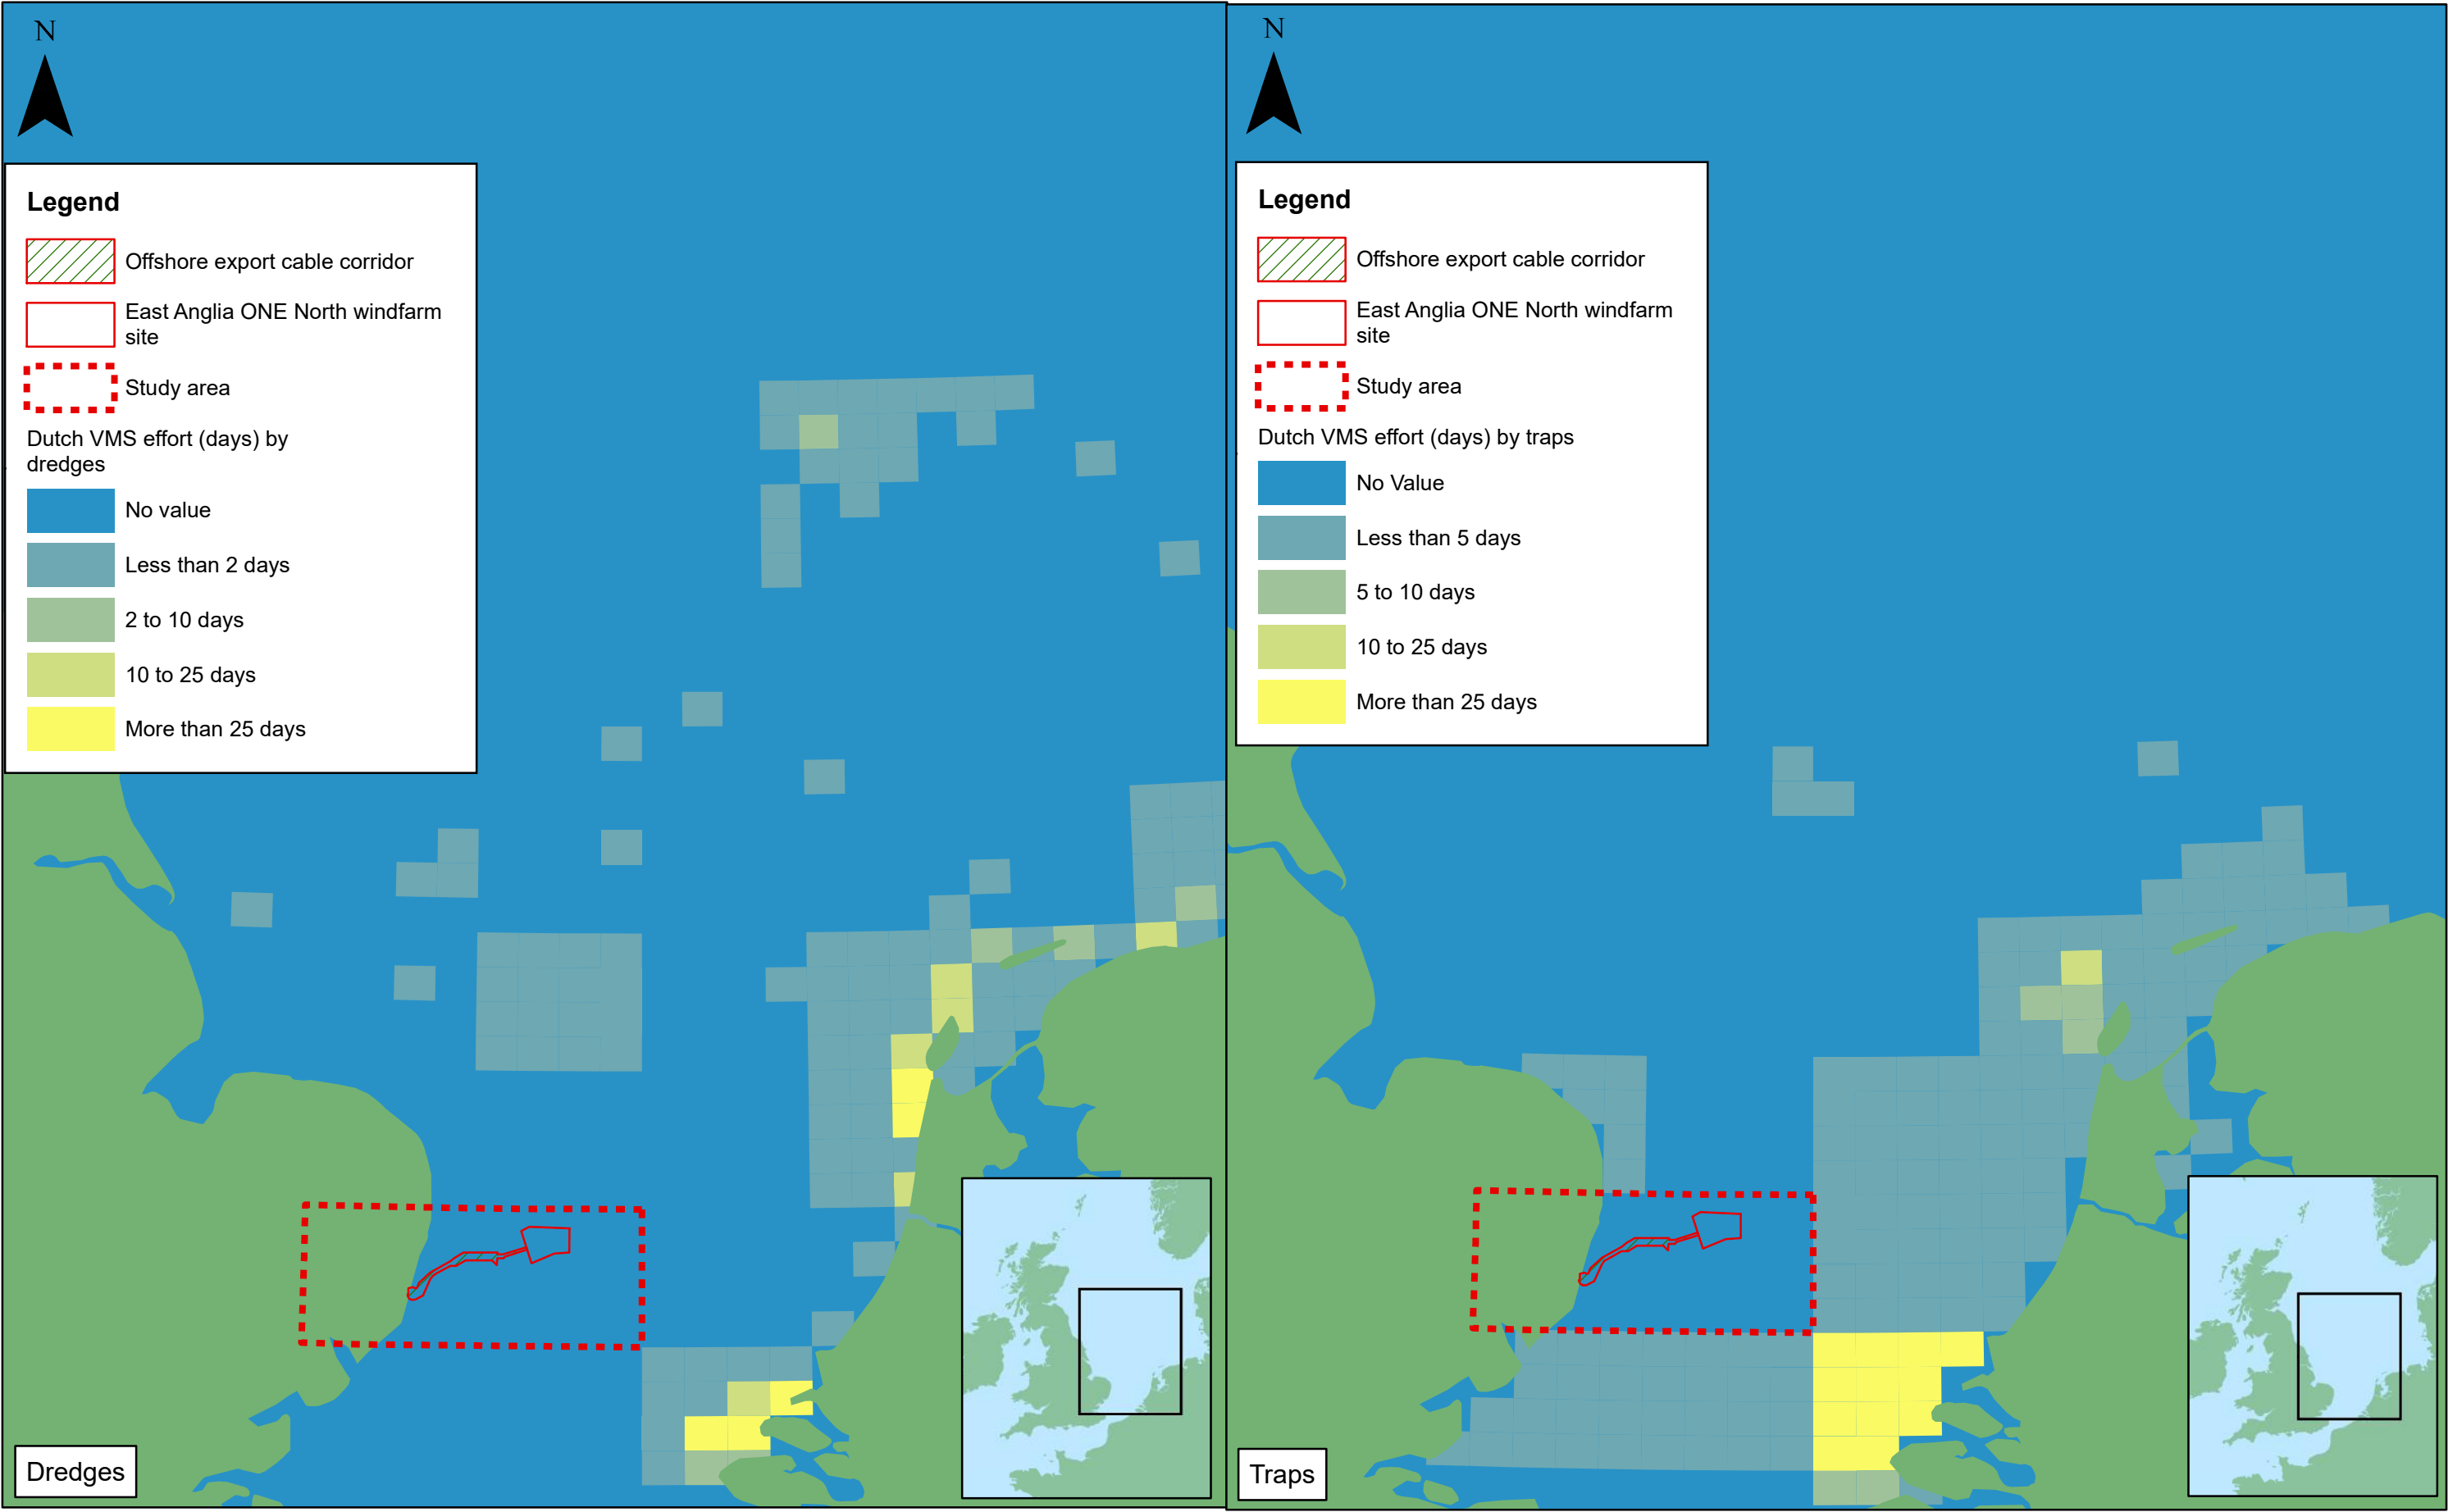 N
Legend
Offshore export cable corridor
East Anglia ONE North windfarm
site
Study area
Dutch VMS effort (days) by
dredges
No value
Less than 2 days
2 to 10 days
10 to 25 days
More than 25 days
Dredges
N
Legend
Offshore export cable corridor
East Anglia ONE North windfarm
site
Study area
Dutch VMS effort (days) by traps
No Value
Less than 5 days
5 to 10 days
10 to 25 days
More than 25 days
Traps